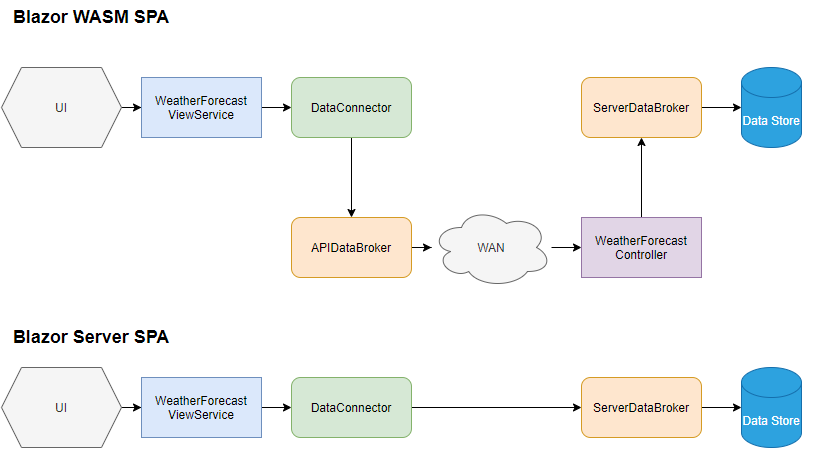 Blazor WASM SPA
UI
WeatherForecast
ViewService
DataConnector
ServerDataBroker
Data Store
APIDataBroker
WAN
WeatherForecast
Controller
Blazor Server SPA
UI
WeatherForecast
ViewService
DataConnector
ServerDataBroker
Data Store